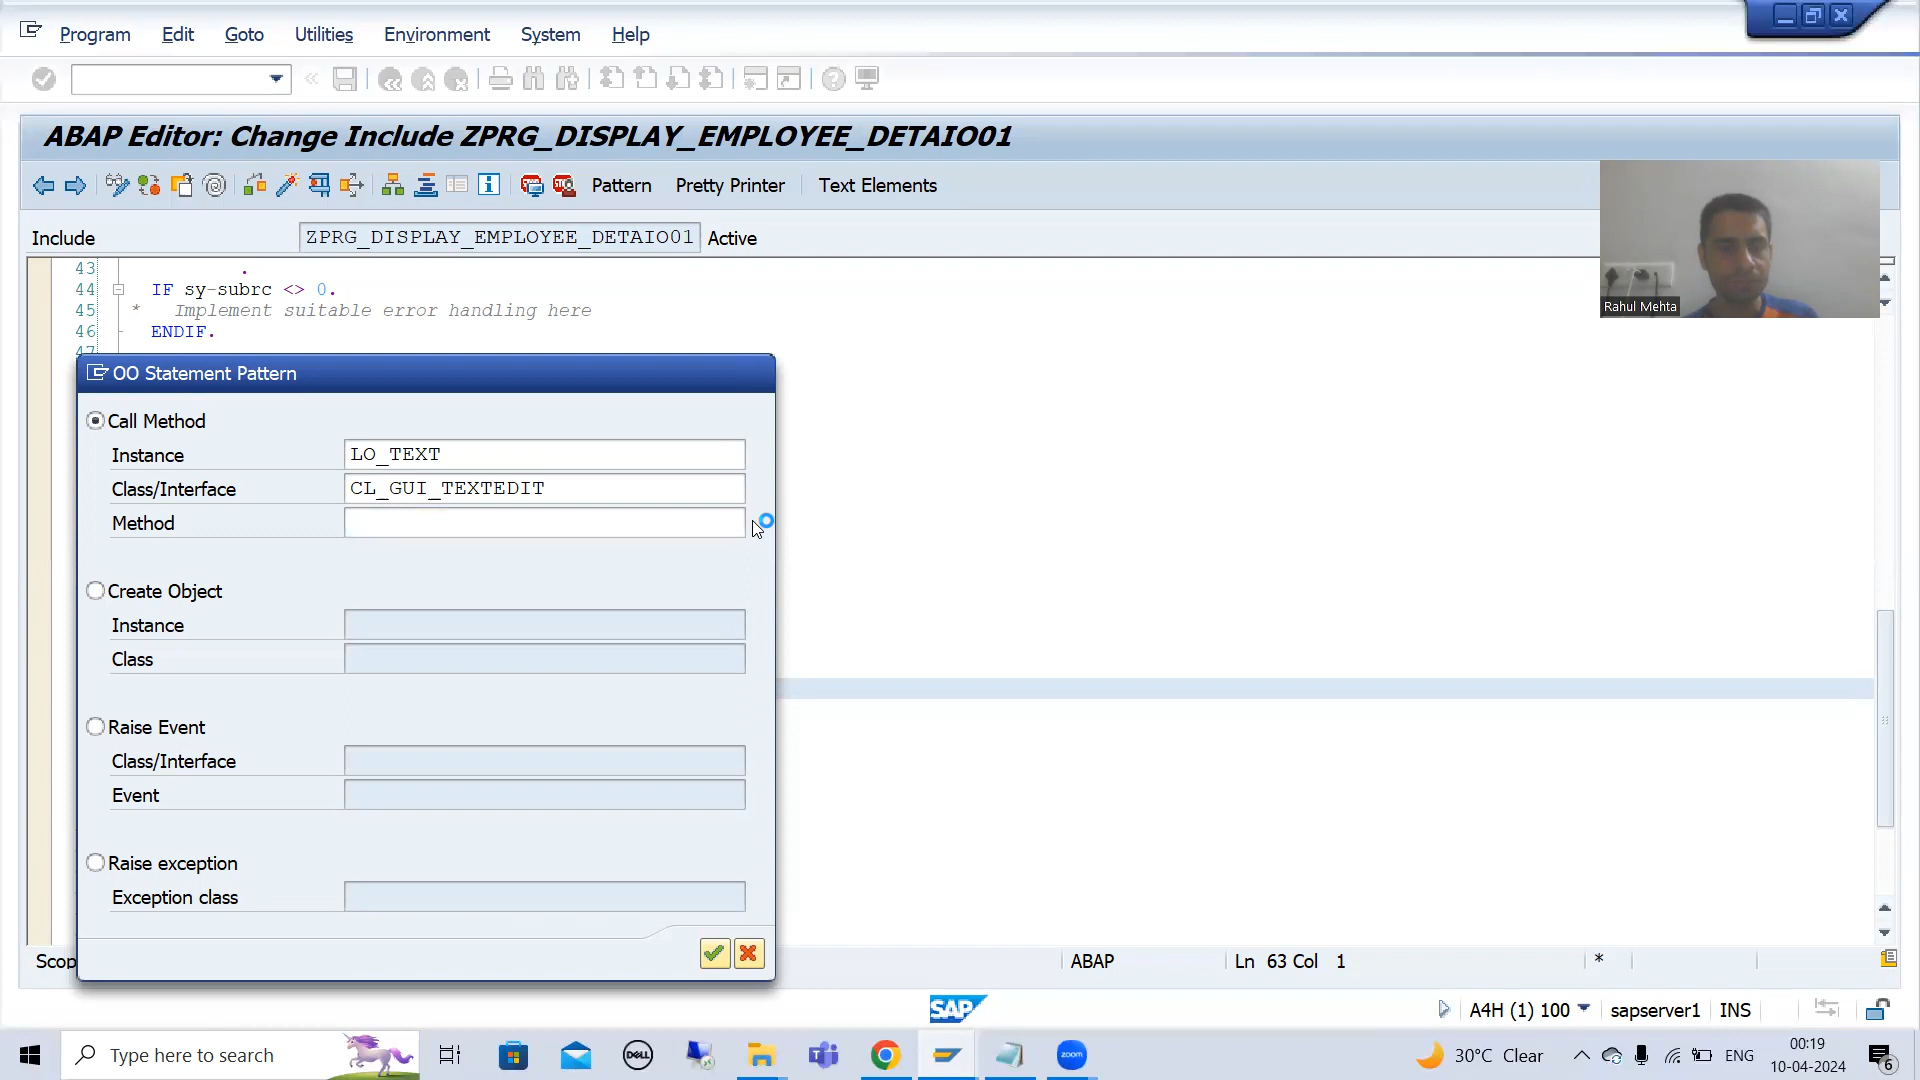 Program Edit Goto Utilities Environment System Help
ABAP Editor: Change Include ZPRG_DISPLAY_EMPLOYEE_DETAIO01
Pattern Pretty Printer Text Elements
Include ZPRG_DISPLAY_EMPLOYEE_DETAIO01 Active
43 .
44 IF sy-subrc <> 0.
45 * Implement suitable error handling here
46 ENDIF.
47
Rahul Mehta
OO Statement Pattern
Call Method
Instance LO_TEXT
Class/Interface CL_GUI_TEXTEDIT
Method
Create Object
Instance
Class
Raise Event
Class/Interface
Event
Raise exception
Exception class
Scop ABAP Ln 63 Col 1 *
SAP A4H (1) 100 sapserver1 INS
Type here to search DELL zoom 30°C Clear ENG 00:19
10-04-2024 6